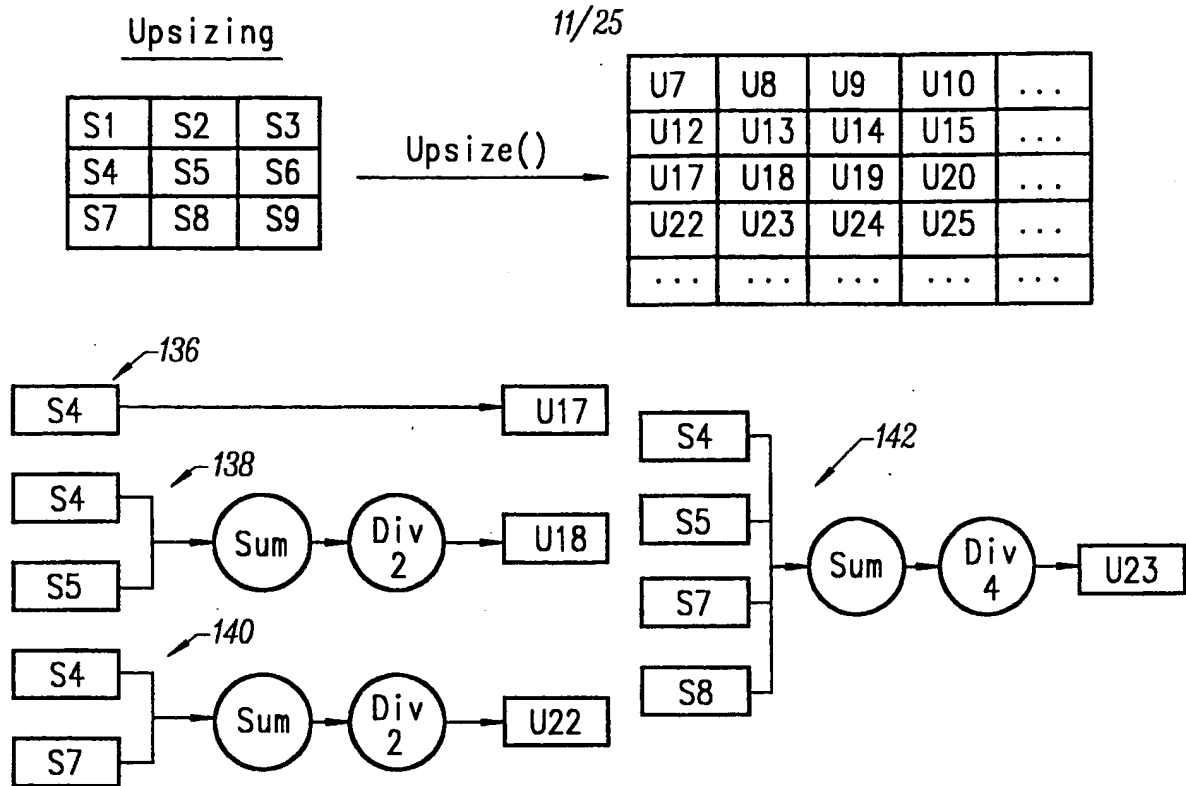 Upsizing
11/25
S1 S2 S3
S4 S5 S6
S7 S8 S9
Upsize()
U7 U8 U9 U10 ...
U12 U13 U14 U15 ...
U17 U18 U19 U20 ...
U22 U23 U24 U25 ...
... ... ... ... ...
136
S4 U17
138
S4
S5
Sum
Div
2
U18
140
S4
S7
Sum
Div
2
U22
142
S4
S5
S7
S8
Sum
Div
4
U23